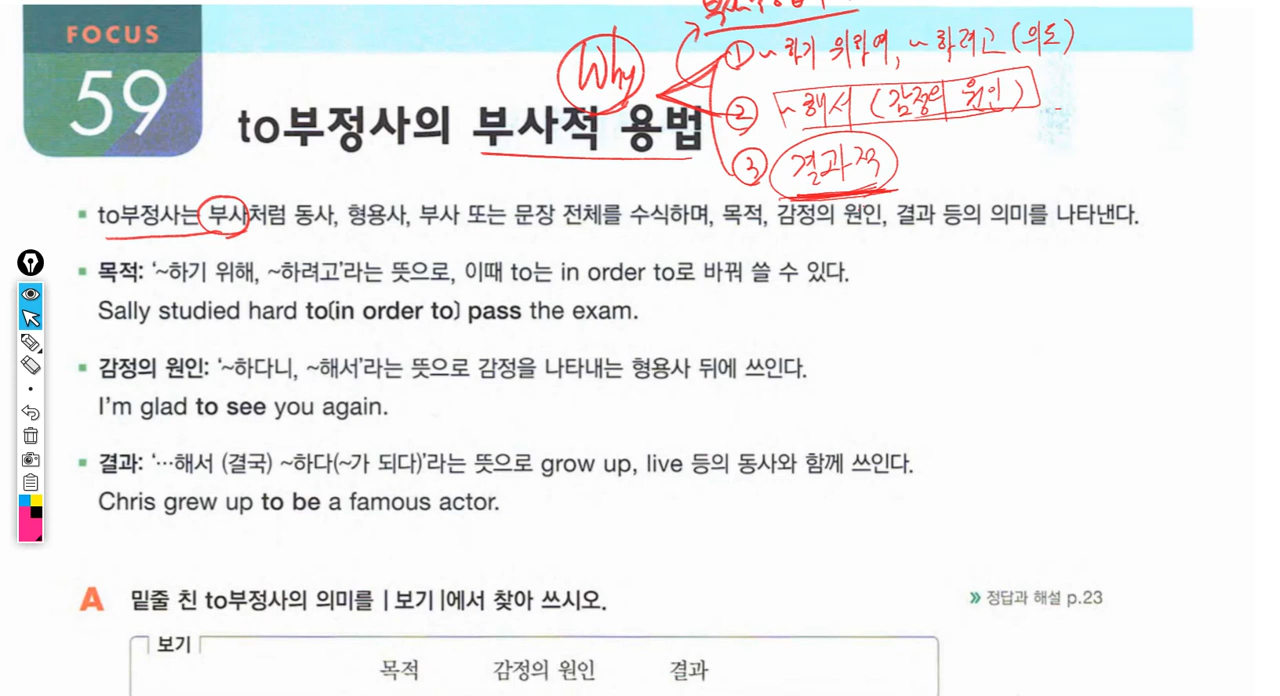 FOCUS
59
to부정사의 부사적 용법
Why
① ~하기 위하여, ~하려고 (의도)
② ~해서 (감정의 원인)
③ 결과적
to부정사는 부사처럼 동사, 형용사, 부사 또는 문장 전체를 수식하며, 목적, 감정의 원인, 결과 등의 의미를 나타낸다.
목적: ‘~하기 위해, ~하려고’라는 뜻으로, 이때 to는 in order to로 바꿔 쓸 수 있다.
Sally studied hard to(in order to) pass the exam.
감정의 원인: ‘~하다니, ~해서’라는 뜻으로 감정을 나타내는 형용사 뒤에 쓰인다.
I'm glad to see you again.
결과: ‘…해서 (결국) ~하다(~가 되다)’라는 뜻으로 grow up, live 등의 동사와 함께 쓰인다.
Chris grew up to be a famous actor.
A 밑줄 친 to부정사의 의미를 |보기|에서 찾아 쓰시오.
» 정답과 해설 p.23
보기
목적 감정의 원인 결과